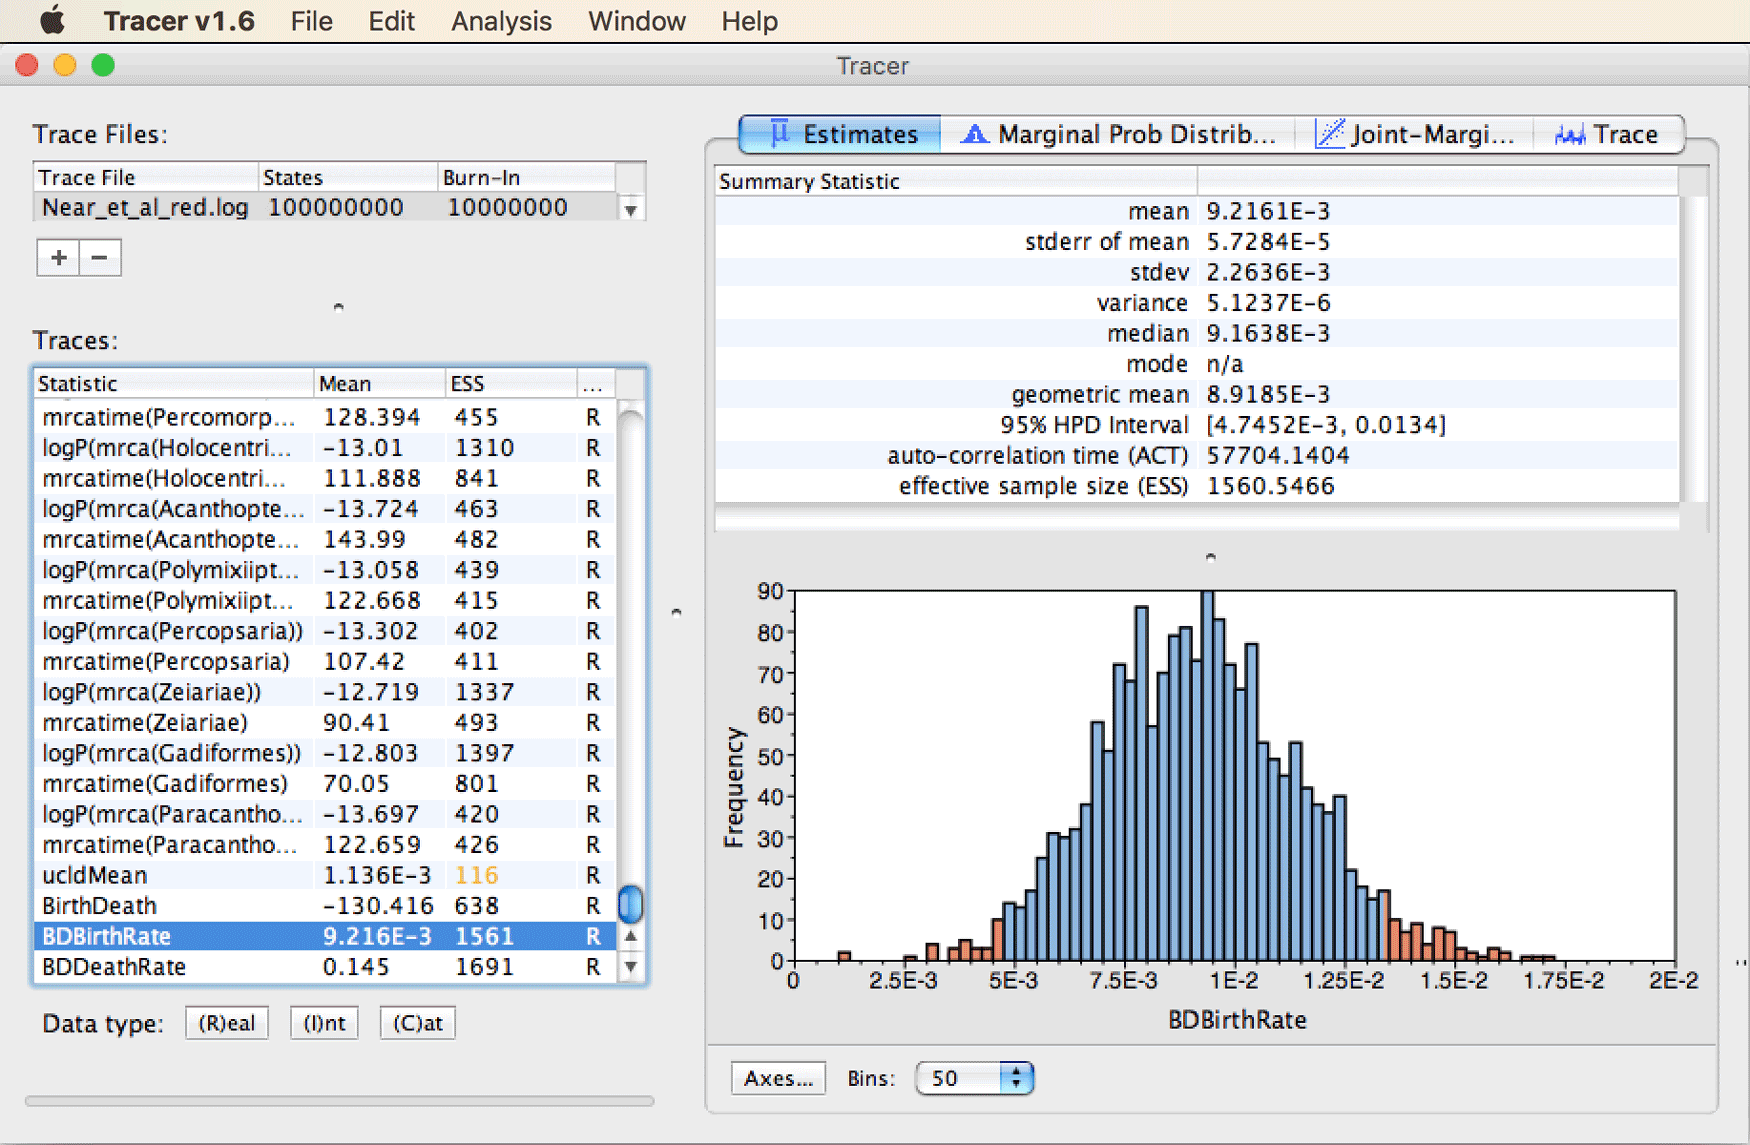 Tracer v1.6 File Edit Analysis Window Help
Tracer
Trace Files:
Trace File States Burn-In
Near_et_al_red.log 100000000 10000000
+ −
Traces:
Statistic Mean ESS ...
mrcatime(Percomorp... 128.394 455 R
logP(mrca(Holocentri... -13.01 1310 R
mrcatime(Holocentri... 111.888 841 R
logP(mrca(Acanthopte... -13.724 463 R
mrcatime(Acanthopte... 143.99 482 R
logP(mrca(Polymixiipt... -13.058 439 R
mrcatime(Polymixiipt... 122.668 415 R
logP(mrca(Percopsaria)) -13.302 402 R
mrcatime(Percopsaria) 107.42 411 R
logP(mrca(Zeiariae)) -12.719 1337 R
mrcatime(Zeiariae) 90.41 493 R
logP(mrca(Gadiformes)) -12.803 1397 R
mrcatime(Gadiformes) 70.05 801 R
logP(mrca(Paracantho... -13.697 420 R
mrcatime(Paracantho... 122.659 426 R
ucldMean 1.136E-3 116 R
BirthDeath -130.416 638 R
BDBirthRate 9.216E-3 1561 R
BDDeathRate 0.145 1691 R
Data type: (R)eal (I)nt (C)at
Estimates Marginal Prob Distrib... Joint-Margi... Trace
Summary Statistic
mean 9.2161E-3
stderr of mean 5.7284E-5
stdev 2.2636E-3
variance 5.1237E-6
median 9.1638E-3
mode n/a
geometric mean 8.9185E-3
95% HPD Interval [4.7452E-3, 0.0134]
auto-correlation time (ACT) 57704.1404
effective sample size (ESS) 1560.5466
90
80
70
60
50
40
30
20
10
0
Frequency
0 2.5E-3 5E-3 7.5E-3 1E-2 1.25E-2 1.5E-2 1.75E-2 2E-2
BDBirthRate
Axes... Bins: 50